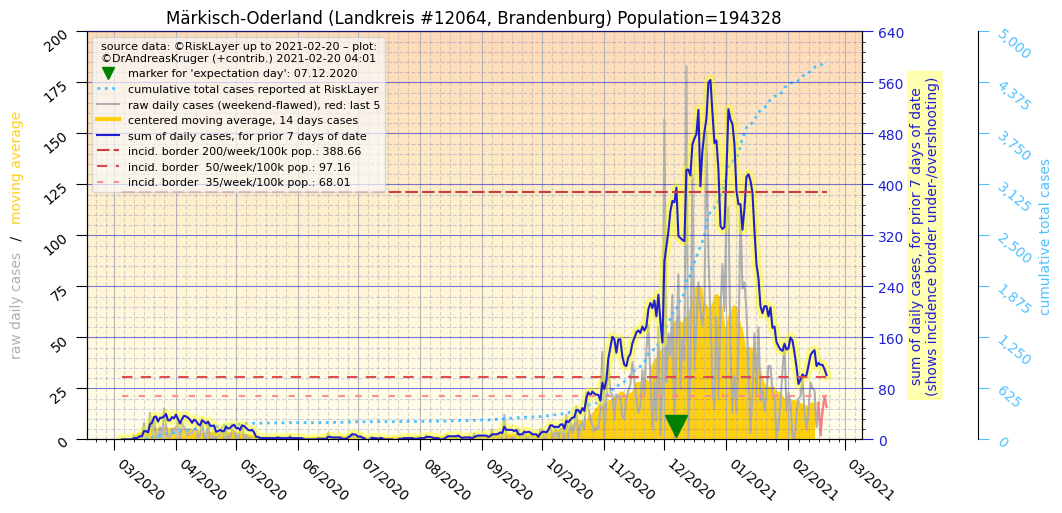 Märkisch-Oderland (Landkreis #12064, Brandenburg) Population=194328
source data: ©RiskLayer up to 2021-02-20 – plot:
©DrAndreasKruger (+contrib.) 2021-02-20 04:01
marker for 'expectation day': 07.12.2020
cumulative total cases reported at RiskLayer
raw daily cases (weekend-flawed), red: last 5
centered moving average, 14 days cases
sum of daily cases, for prior 7 days of date
incid. border 200/week/100k pop.: 388.66
incid. border 50/week/100k pop.: 97.16
incid. border 35/week/100k pop.: 68.01
raw daily cases / moving average
200
175
150
125
100
75
50
25
0
03/2020
04/2020
05/2020
06/2020
07/2020
08/2020
09/2020
10/2020
11/2020
12/2020
01/2021
02/2021
03/2021
640
560
480
400
320
240
160
80
0
sum of daily cases, for prior 7 days of date
(shows incidence border under-/overshooting)
5,000
4,375
3,750
3,125
2,500
1,875
1,250
625
0
cumulative total cases